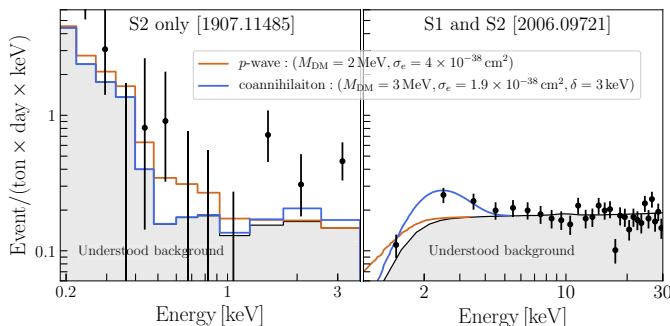 S2 only [1907.11485]
S1 and S2 [2006.09721]
p-wave : (M_DM = 2 MeV, σ_e = 4 × 10^−38 cm^2)
coannihilaiton : (M_DM = 3 MeV, σ_e = 1.9 × 10^−38 cm^2, δ = 3 keV)
Event/(ton × day × keV)
1
0.1
Understood background
Understood background
0.2 1 3
2 10 30
Energy [keV]
Energy [keV]